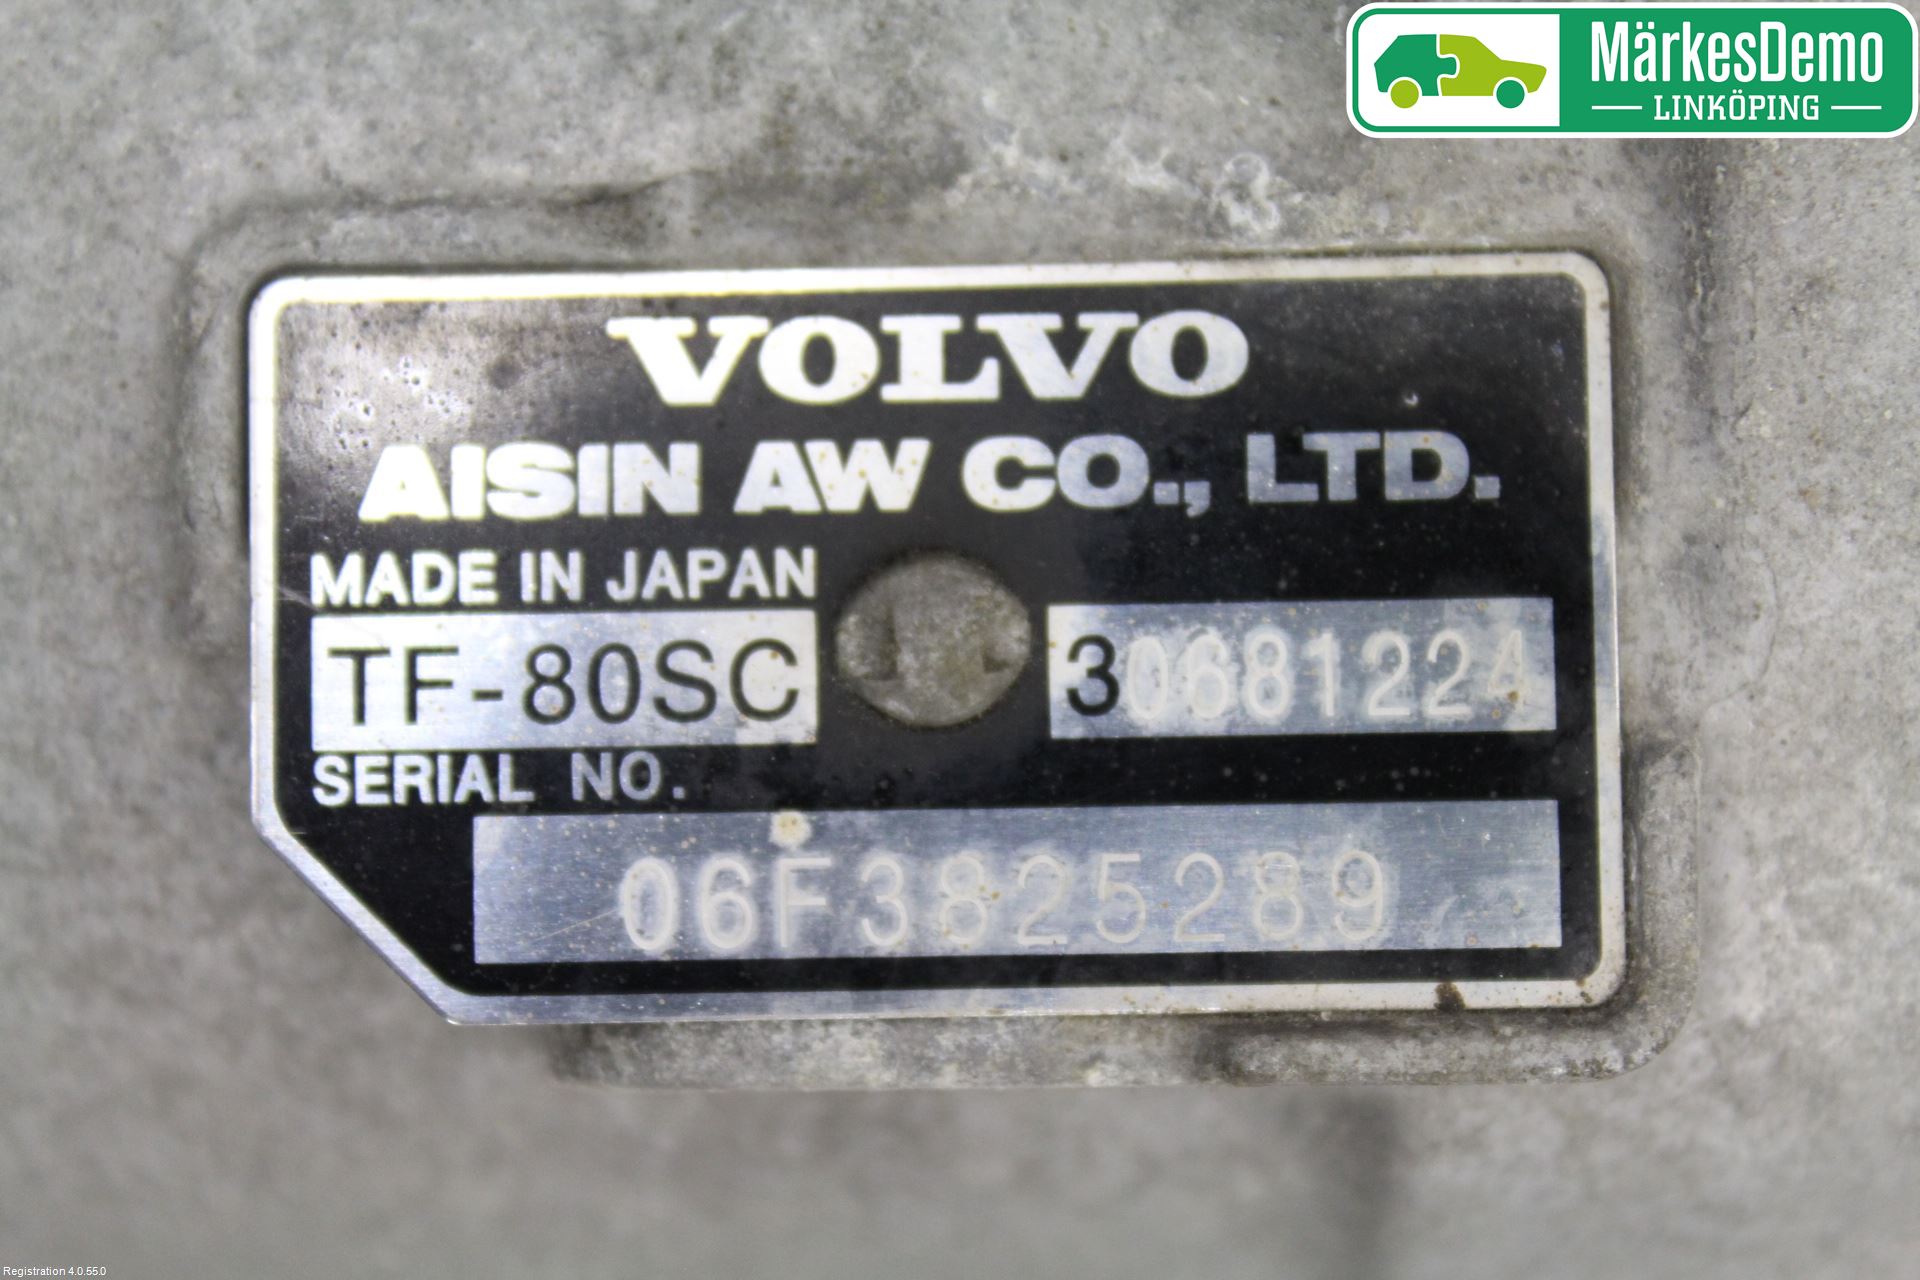 MärkesDemo
LINKÖPING
VOLVO
AISIN AW CO., LTD.
MADE IN JAPAN
TF-80SC 30681224
SERIAL NO.
06F3825289
Registration 4.0.55.0